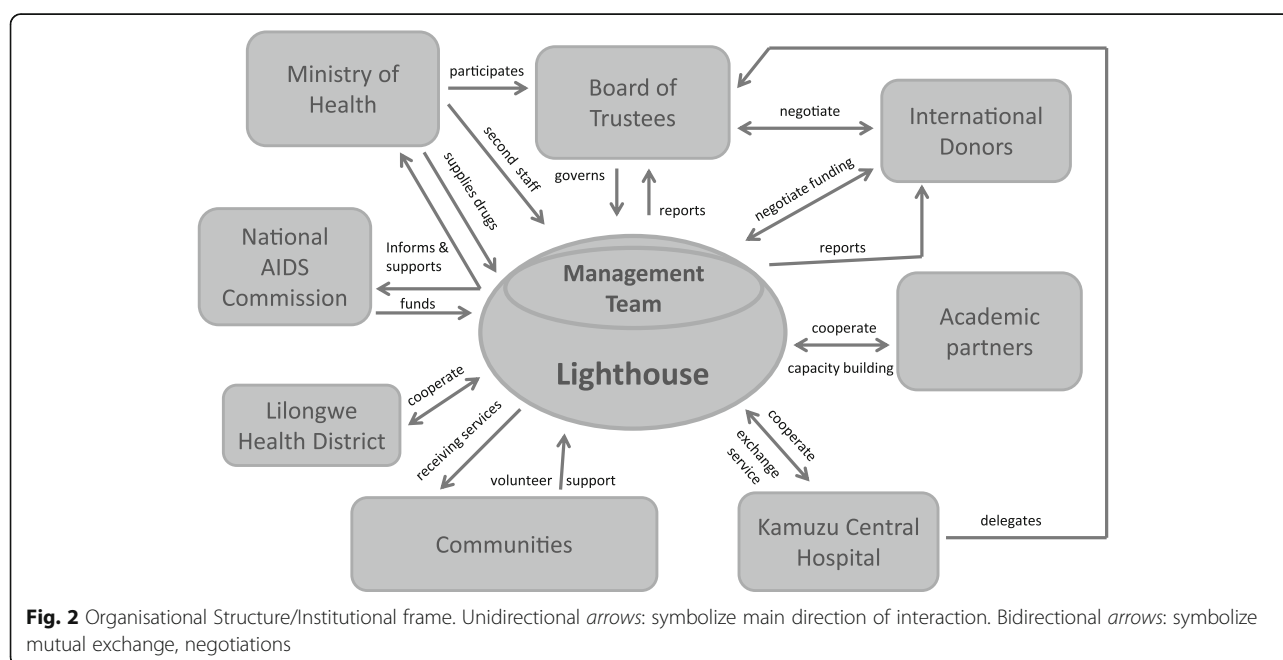 Ministry of
Health
participates
Board of
Trustees
negotiate
International
Donors
second staff
supplies drugs
governs
reports
negotiate funding
reports
National
AIDS
Commission
Informs &
supports
funds
Management
Team
Lighthouse
cooperate
capacity building
Academic
partners
Lilongwe
Health District
cooperate
receiving services
volunteer
support
Communities
cooperate
exchange
service
Kamuzu Central
Hospital
delegates
Fig. 2 Organisational Structure/Institutional frame. Unidirectional arrows: symbolize main direction of interaction. Bidirectional arrows: symbolize
mutual exchange, negotiations